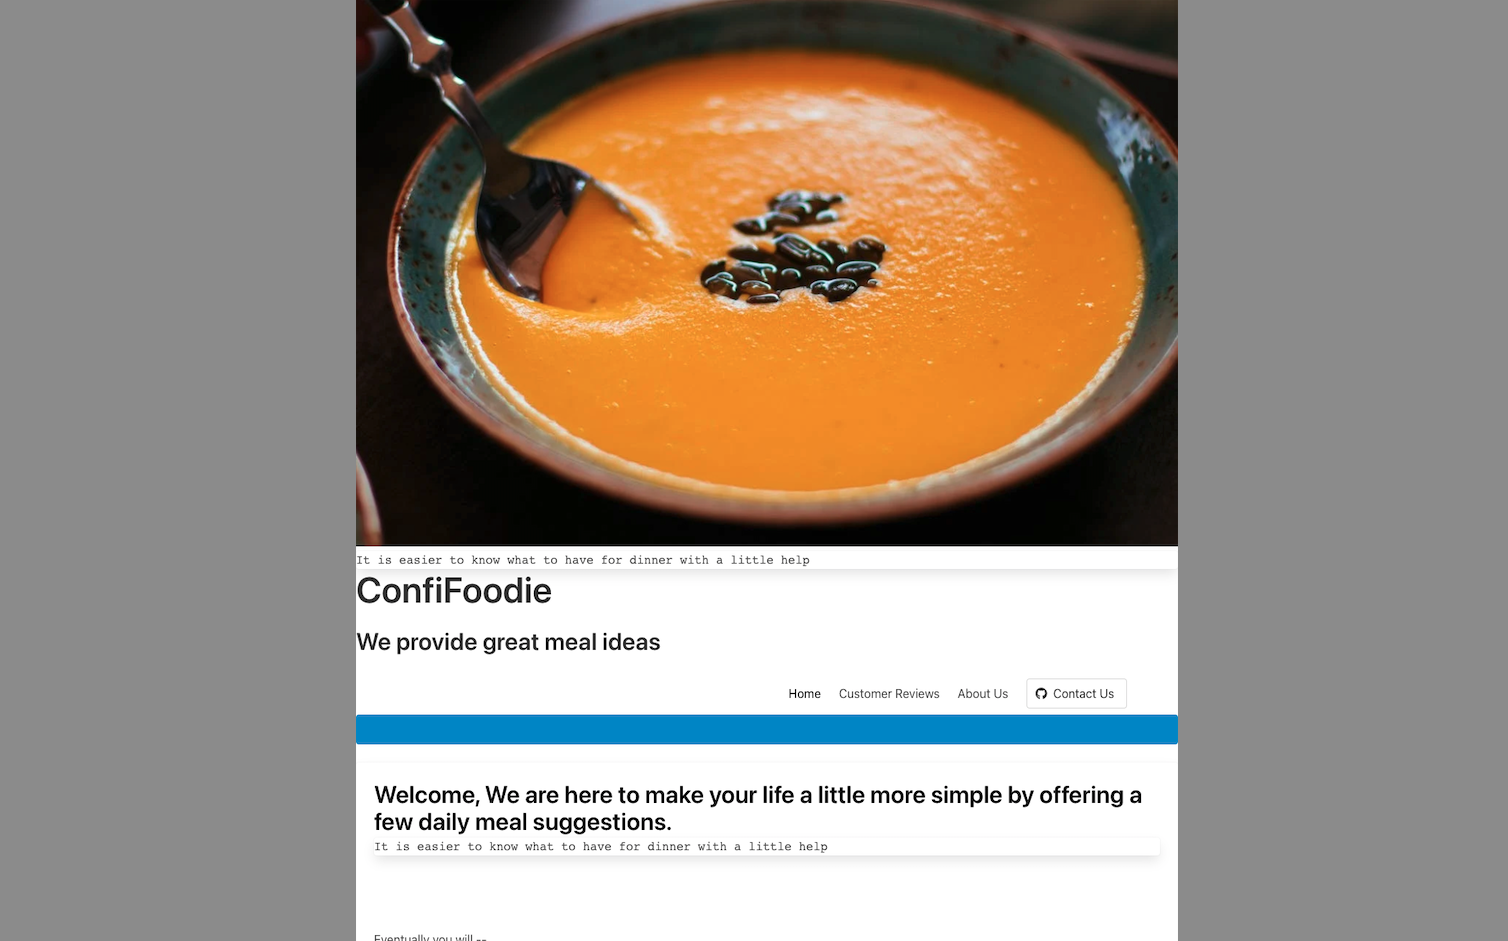 It is easier to know what to have for dinner with a little help
ConfiFoodie
We provide great meal ideas
Home Customer Reviews About Us Contact Us
Welcome, We are here to make your life a little more simple by offering a
few daily meal suggestions.
It is easier to know what to have for dinner with a little help
Eventually you will --